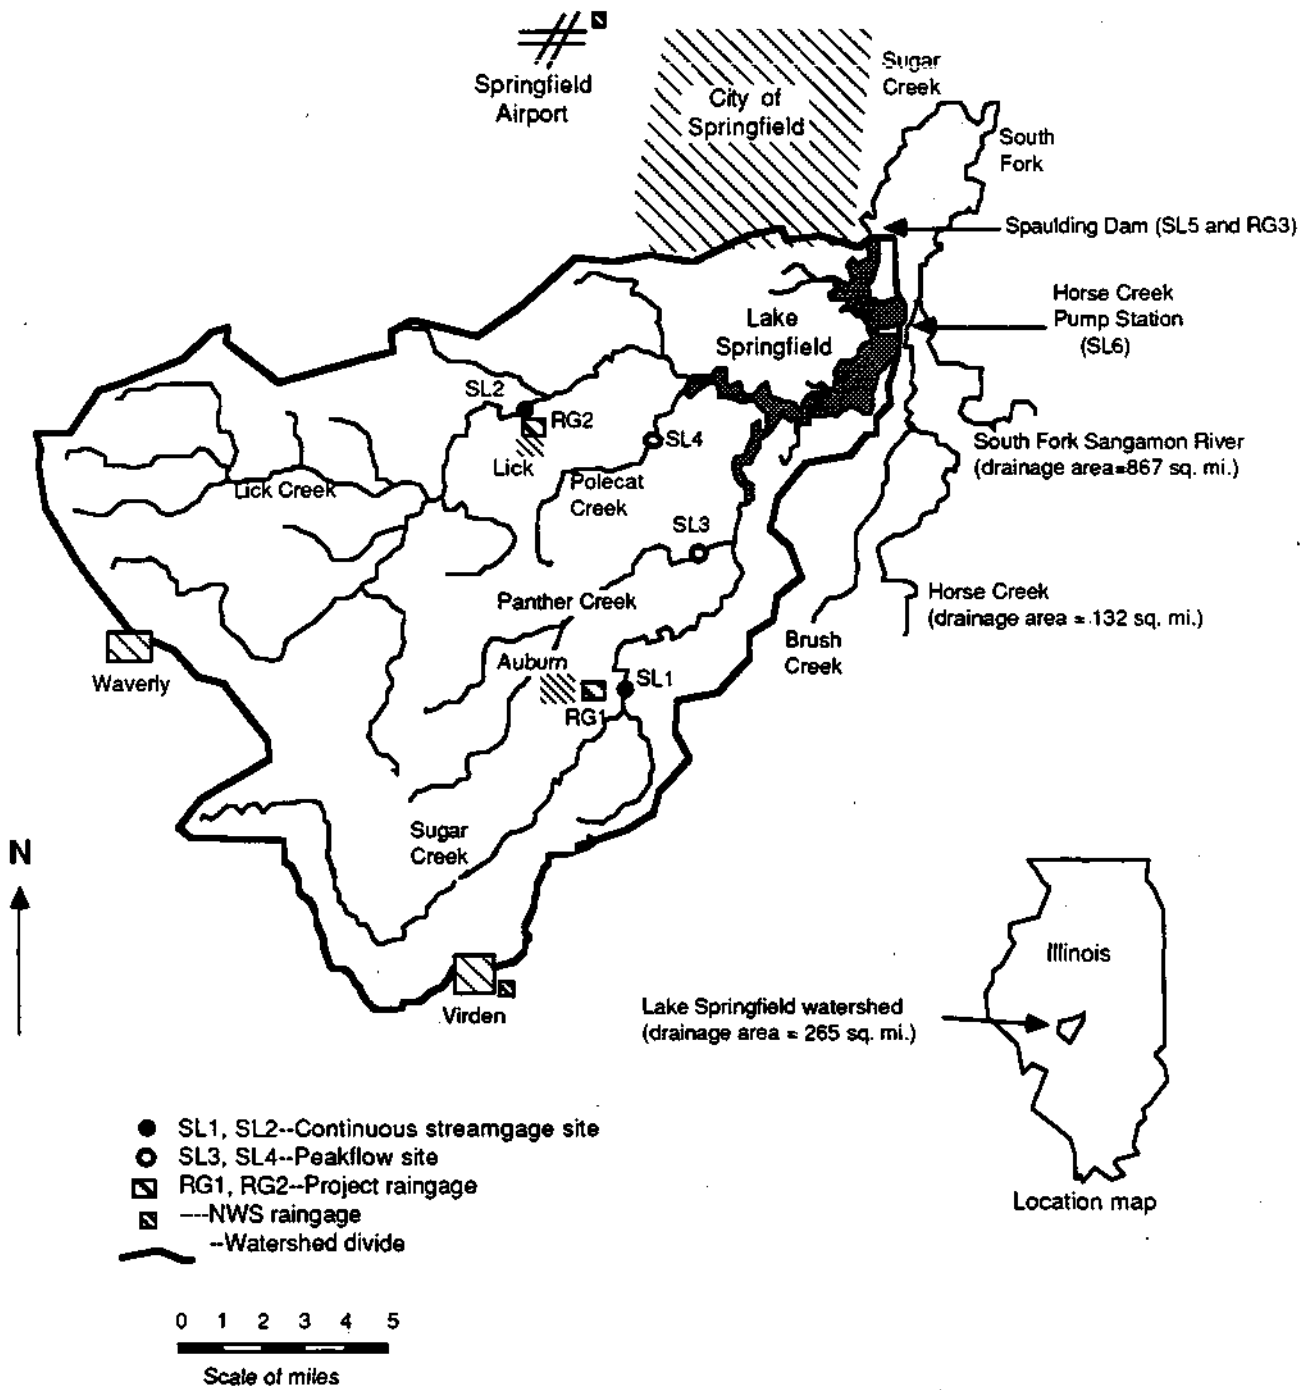 Springfield
Airport
City of
Springfield
Sugar
Creek
South
Fork
Spaulding Dam (SL5 and RG3)
Horse Creek
Pump Station
(SL6)
Lake
Springfield
SL2
RG2
SL4
Lick
South Fork Sangamon River
(drainage area=867 sq. mi.)
Lick Creek
Polecat
Creek
SL3
Panther Creek
Horse Creek
(drainage area = 132 sq. mi.)
Brush
Creek
Waverly
Auburn
SL1
RG1
Sugar
Creek
N
Illinois
Virden
Lake Springfield watershed
(drainage area = 265 sq. mi.)
SL1, SL2--Continuous streamgage site
SL3, SL4--Peakflow site
RG1, RG2--Project raingage
----NWS raingage
--Watershed divide
Location map
0 1 2 3 4 5
Scale of miles